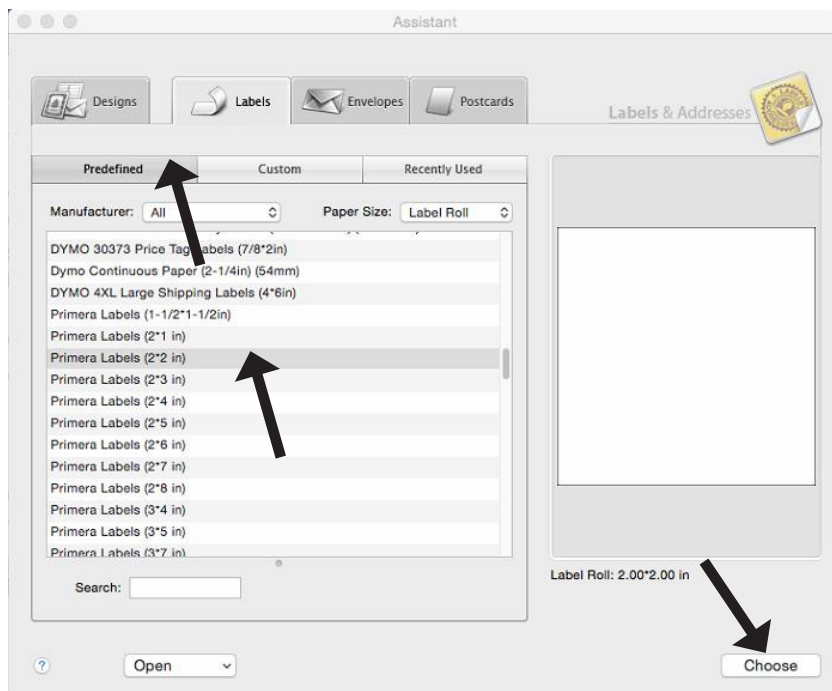 Assistant
Designs Labels Envelopes Postcards
Labels & Addresses
Predefined Custom Recently Used
Manufacturer: All Paper Size: Label Roll
DYMO 30373 Price Tag Labels (7/8*2in)
Dymo Continuous Paper (2-1/4in) (54mm)
DYMO 4XL Large Shipping Labels (4*6in)
Primera Labels (1-1/2*1-1/2in)
Primera Labels (2*1 in)
Primera Labels (2*2 in)
Primera Labels (2*3 in)
Primera Labels (2*4 in)
Primera Labels (2*5 in)
Primera Labels (2*6 in)
Primera Labels (2*7 in)
Primera Labels (2*8 in)
Primera Labels (3*4 in)
Primera Labels (3*5 in)
Primera Labels (3*7 in)
Label Roll: 2.00*2.00 in
Search:
? Open Choose